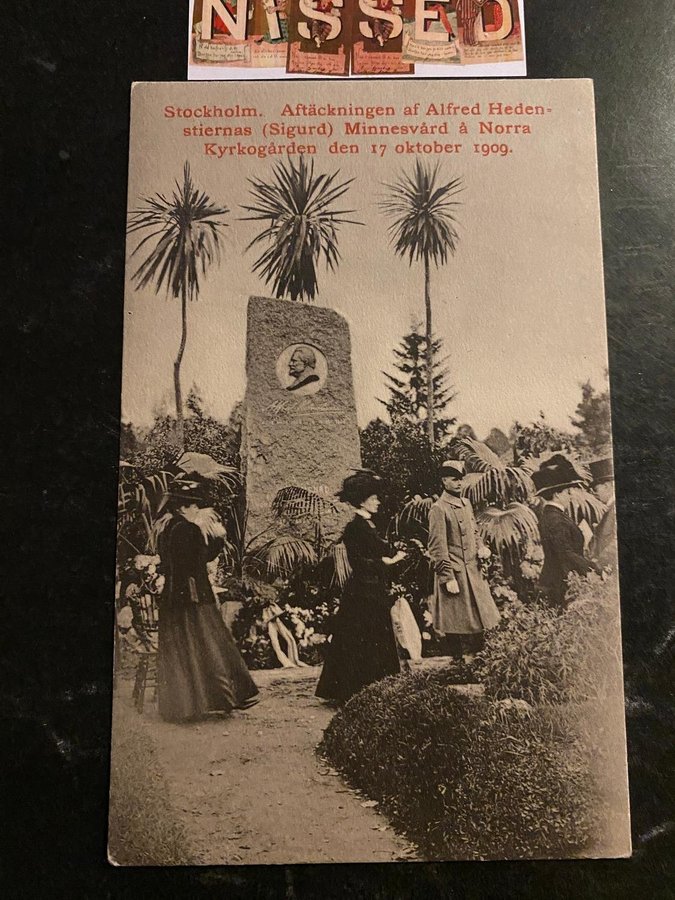 NISSED
Stockholm. Aftäckningen af Alfred Heden=
stiernas (Sigurd) Minnesvård å Norra
Kyrkogården den 17 oktober 1909.